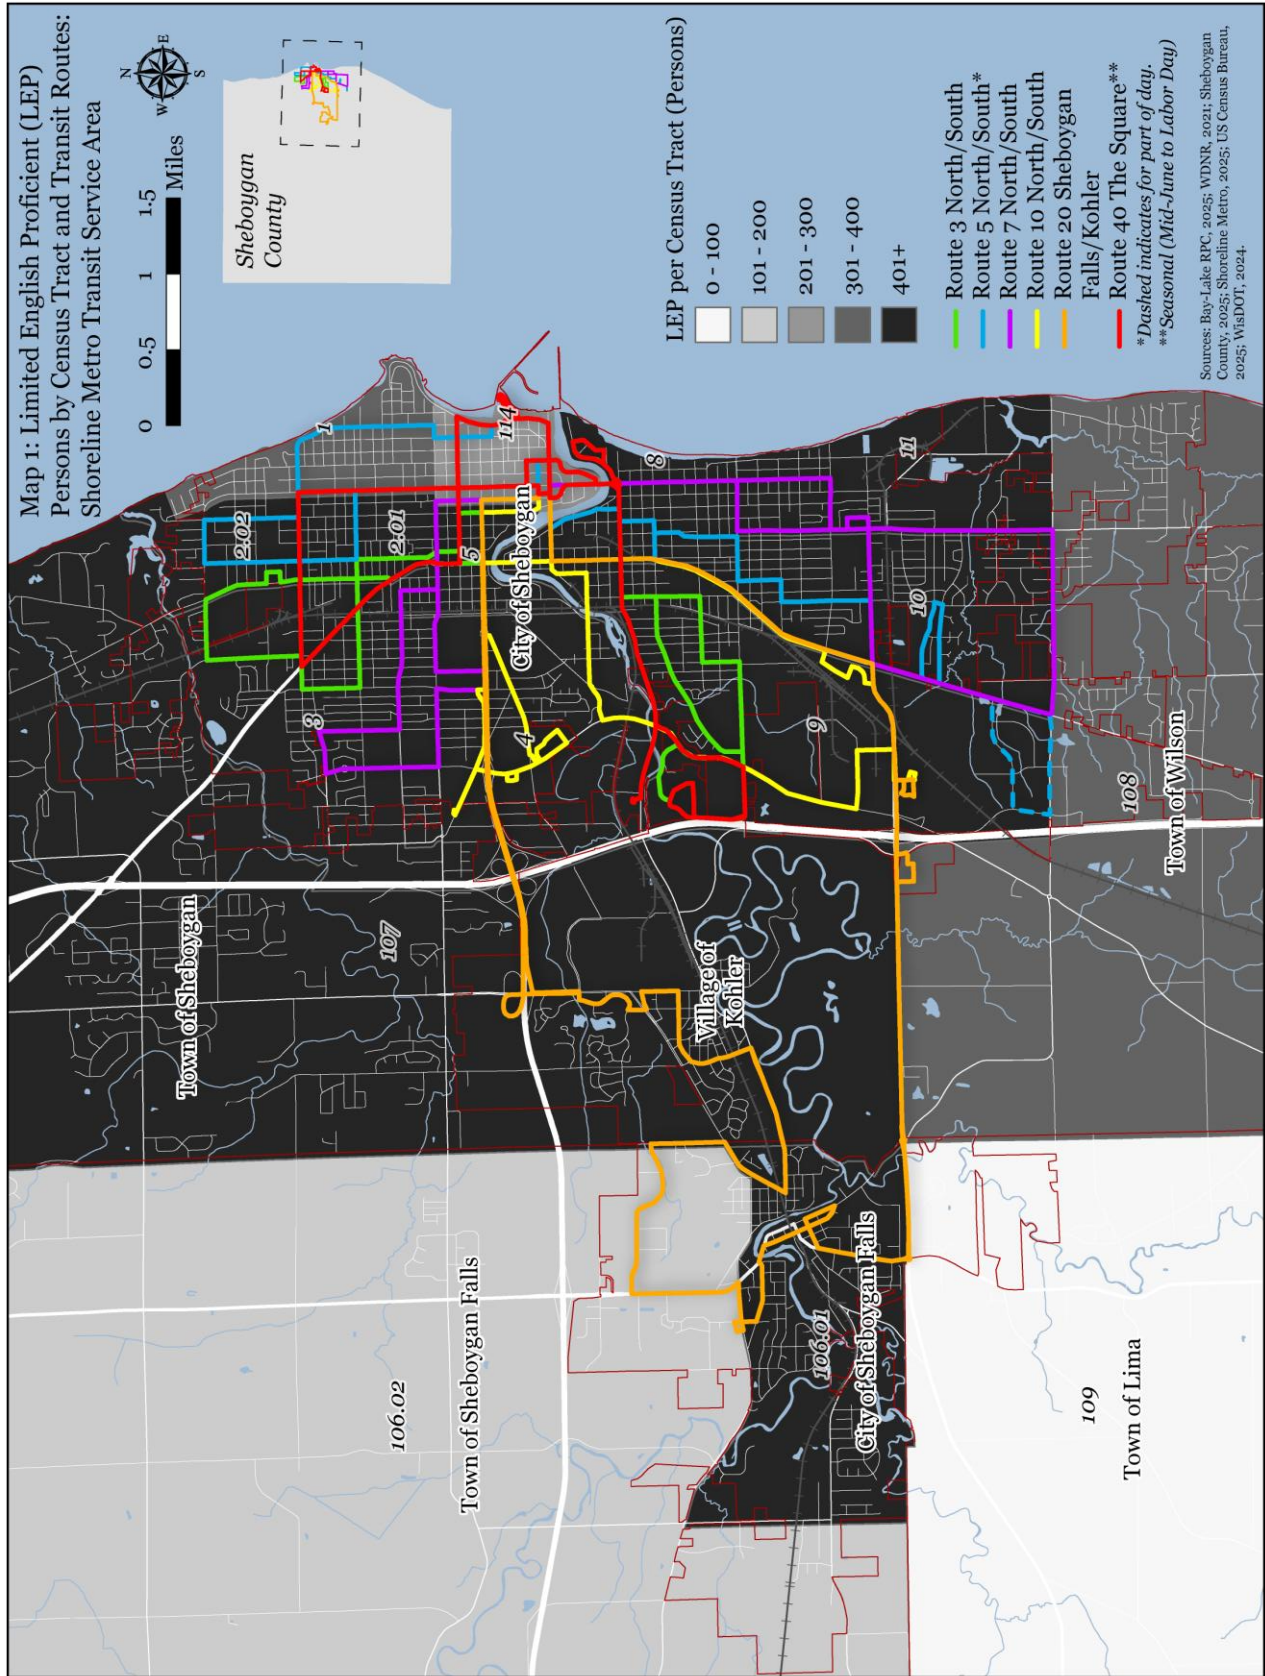 Map 1: Limited English Proficient (LEP)
Persons by Census Tract and Transit Routes:
Shoreline Metro Transit Service Area
N
W
E
S
0
0.5
1
1.5
Miles
Sheboygan
County
LEP per Census Tract (Persons)
0 - 100
101 - 200
201 - 300
301 - 400
401+
Route 3 North/South
Route 5 North/South*
Route 7 North/South
Route 10 North/South
Route 20 Sheboygan
Falls/Kohler
Route 40 The Square**
*Dashed indicates for part of day.
**Seasonal (Mid-June to Labor Day)
Sources: Bay-Lake RPC, 2025; WDNR, 2021; Sheboygan
County, 2025; Shoreline Metro, 2025; US Census Bureau,
2025; WisDOT, 2024.
Town of Sheboygan
107
3
2.02
2.01
1
5
4
City of Sheboygan
114
8
11
10
9
108
Town of Wilson
Village of
Kohler
106.02
Town of Sheboygan Falls
106.01
City of Sheboygan Falls
109
Town of Lima